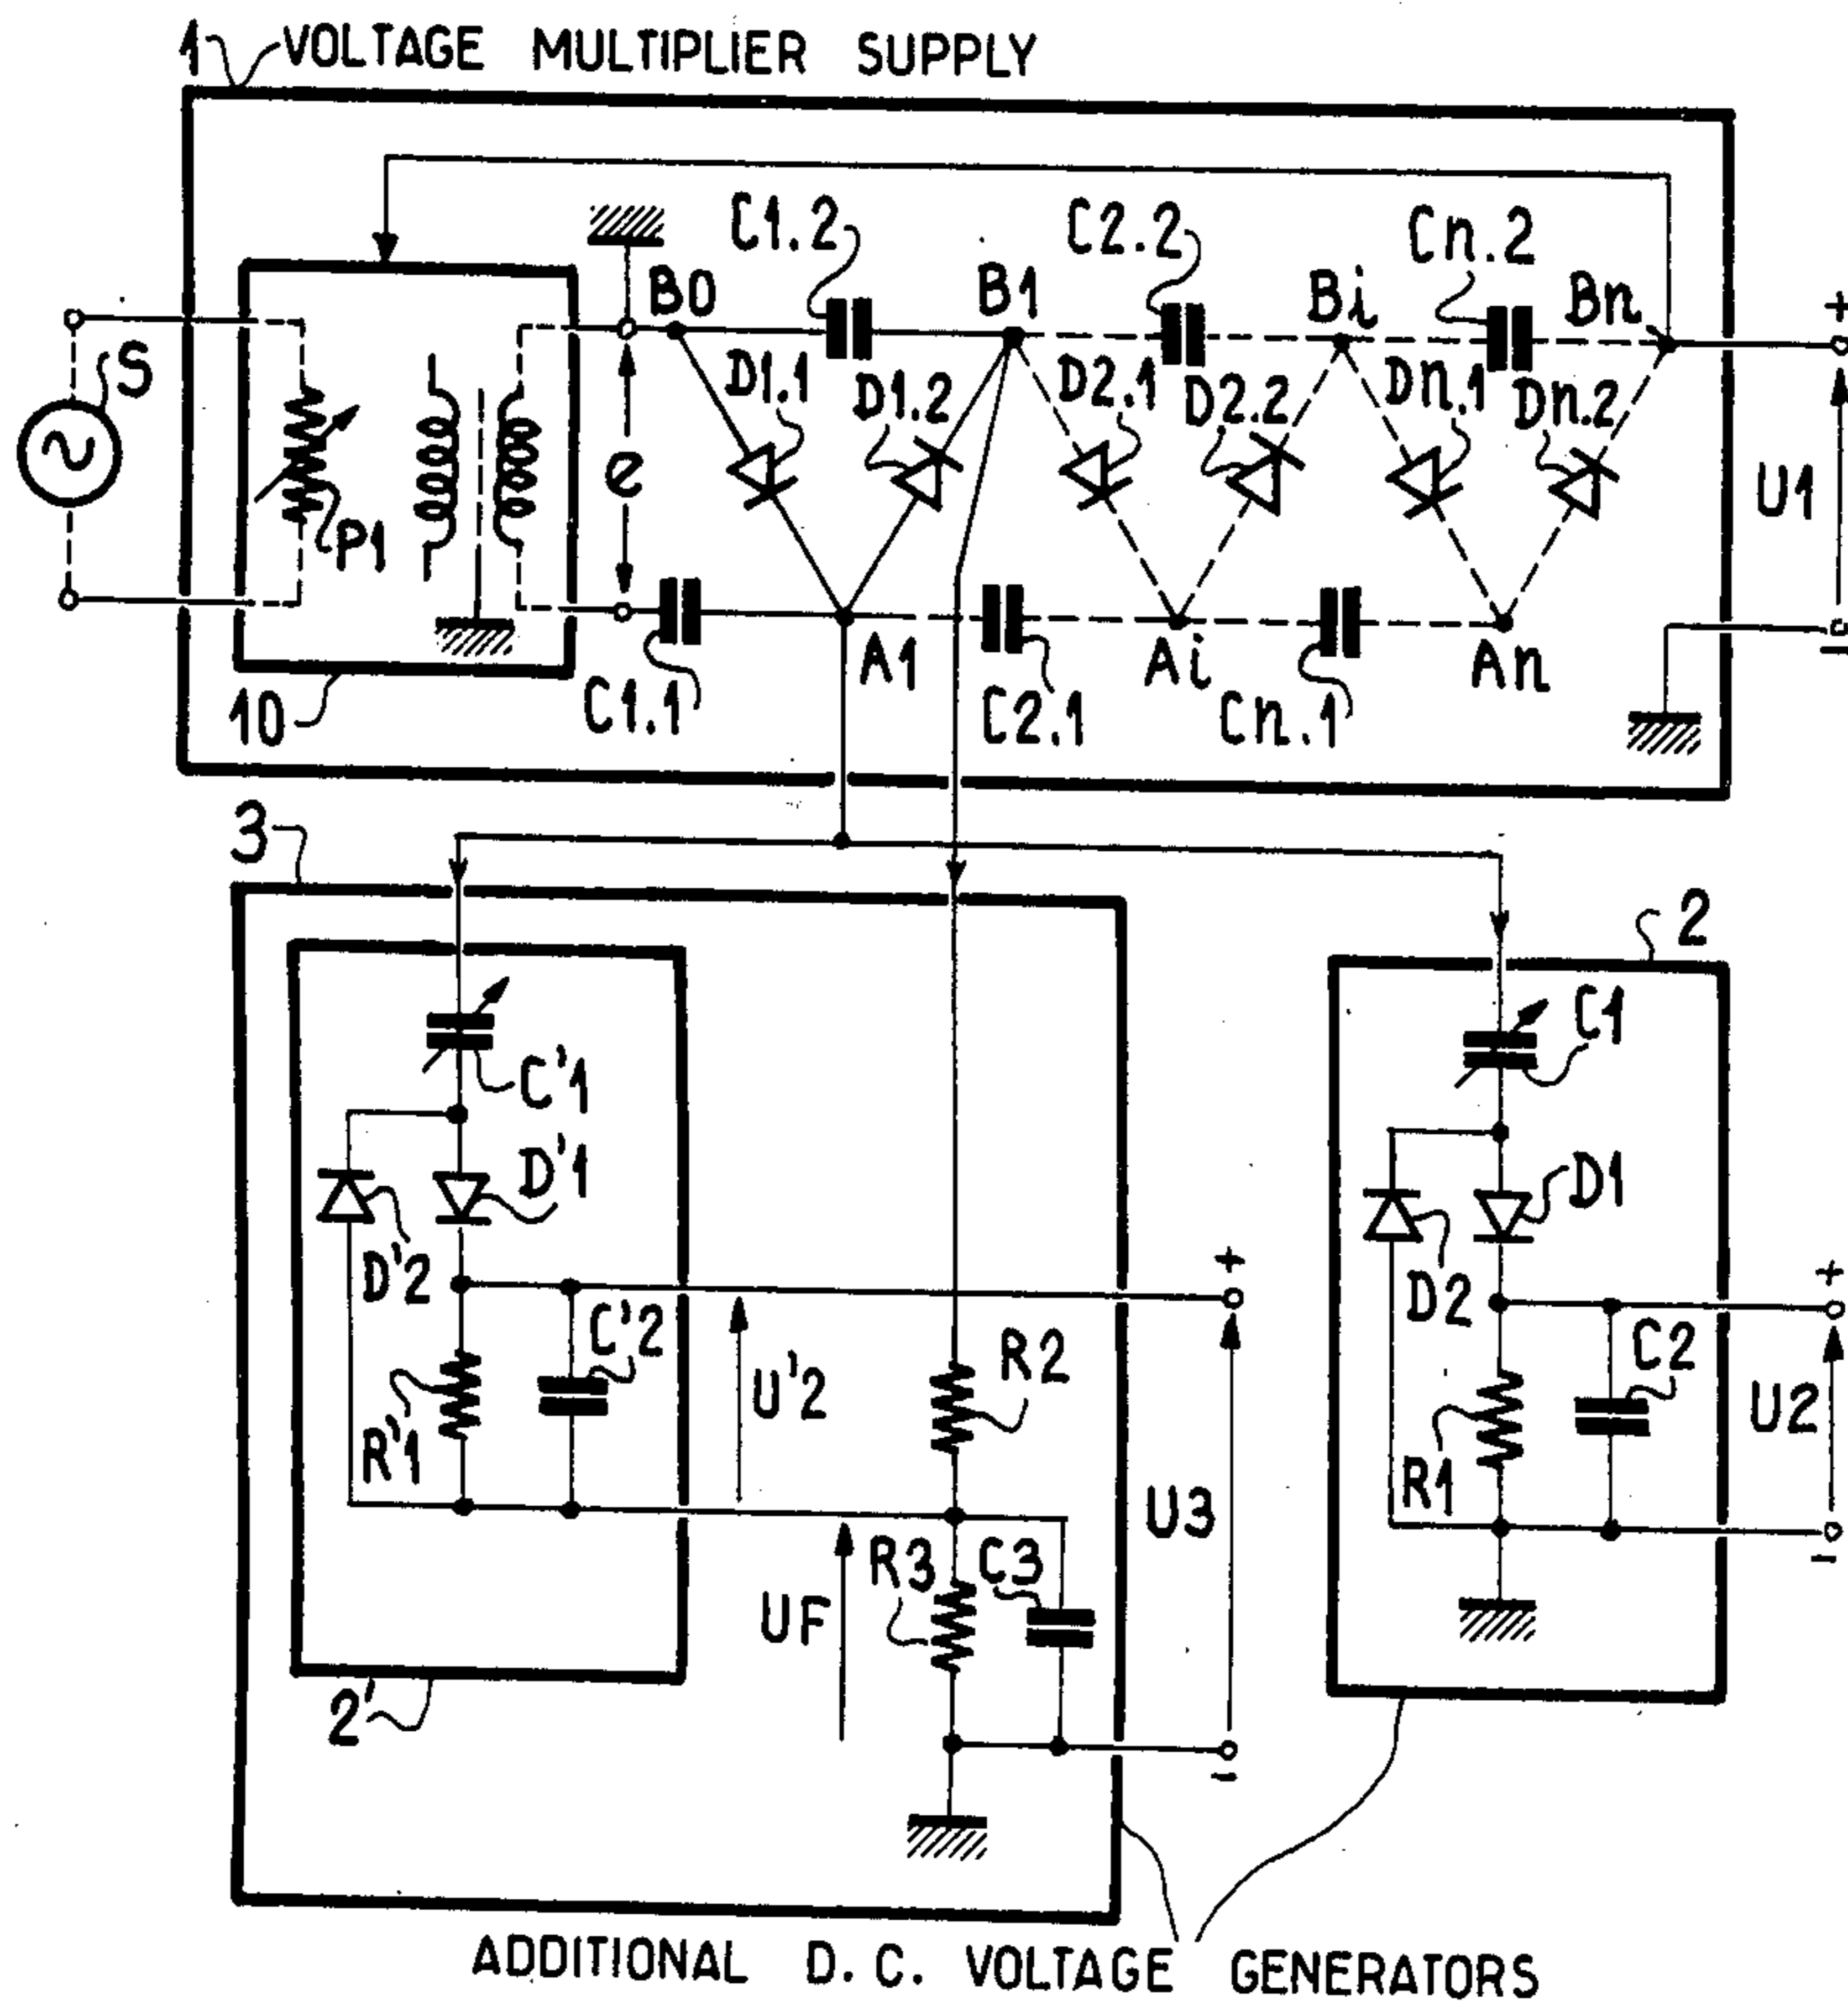 1 VOLTAGE MULTIPLIER SUPPLY
C1.2 C2.2 Cn.2
B0 B1 Bi Bn
+
S
D1.1 D1.2 D2.1 D2.2 Dn.1 Dn.2
e
U1
P1
A1 Ai An
-
10 C1.1 C2.1 Cn.1
3
2
C'1 C1
D'1 D1
D'2 D2
+ +
C'2 R2 C2
U'2 U2
R'1 R1
U3
R3 C3
UF
-
2'
-
ADDITIONAL D.C. VOLTAGE GENERATORS